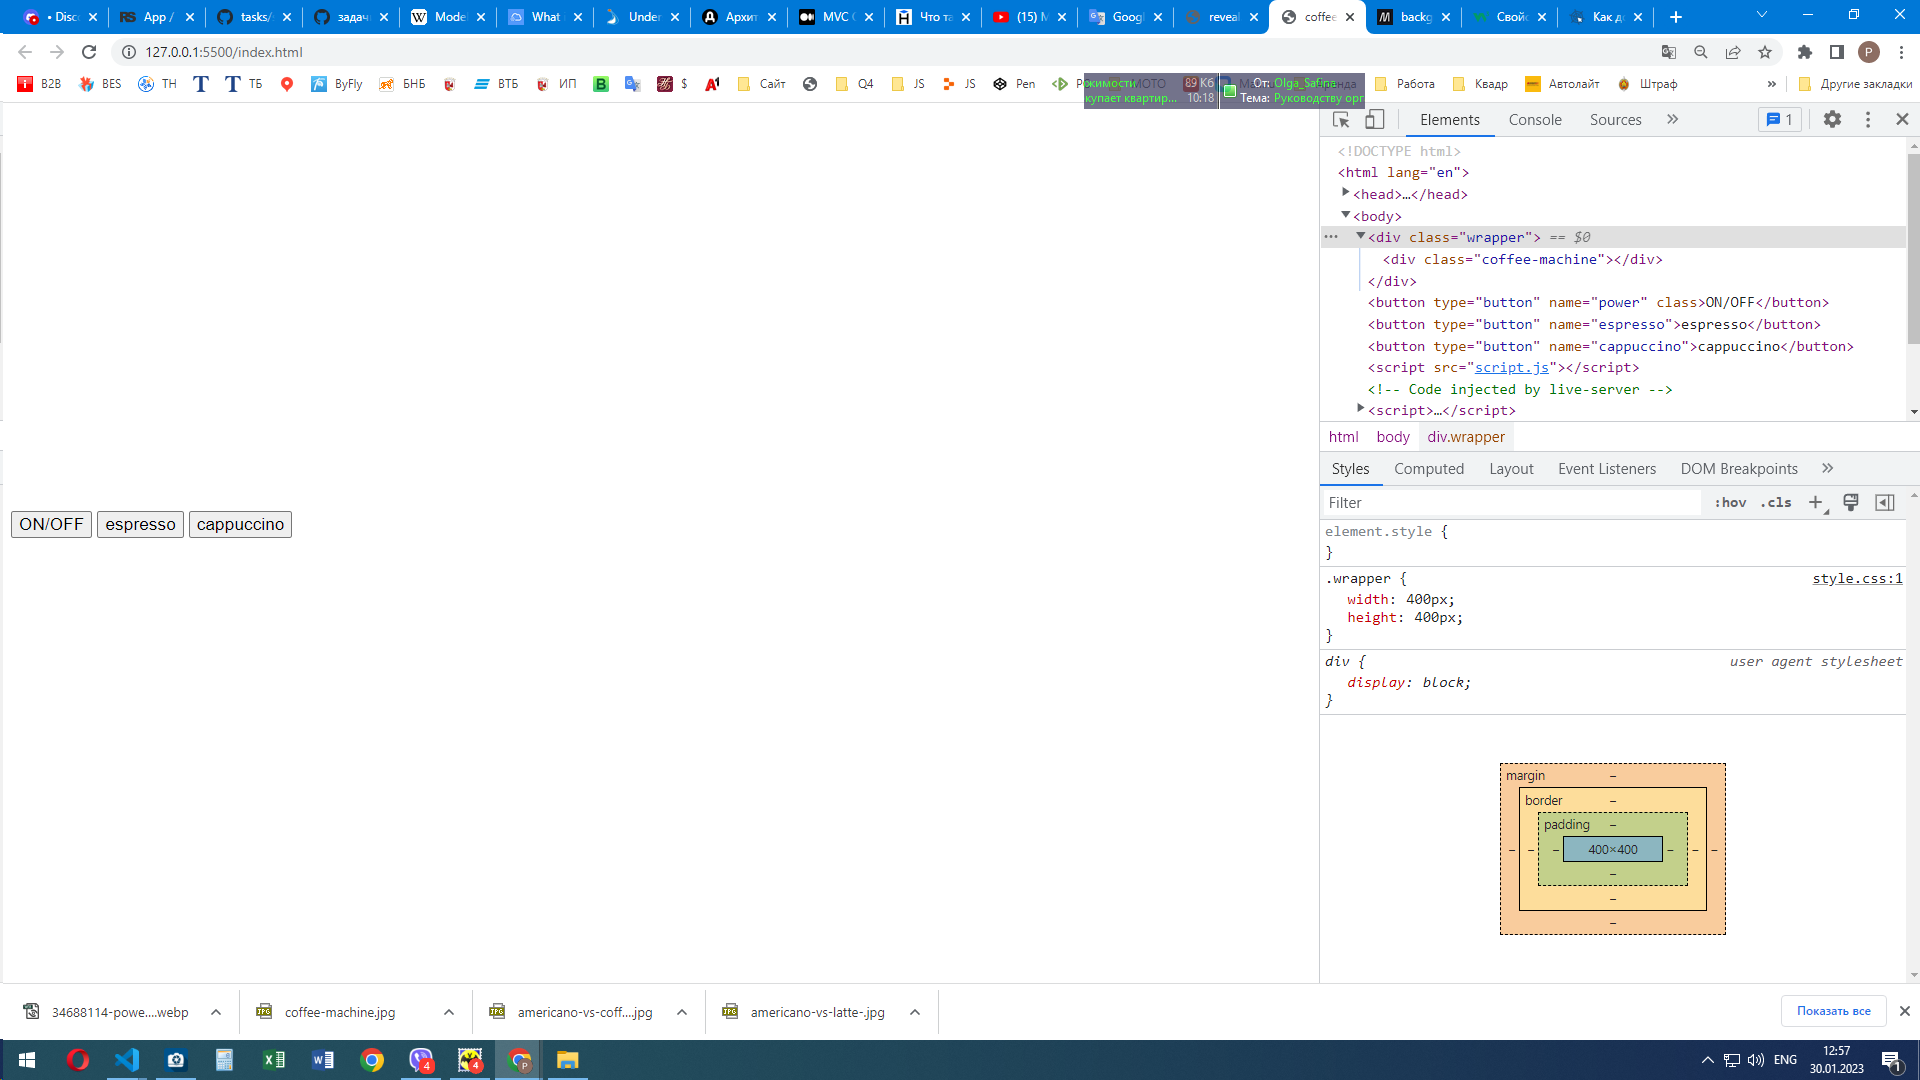 • Disc
App /
tasks/
задач
W Mode
What
Under
Архит
MVC
Что та
(15) М
Googl
reveal
coffee
backg
Свойс
Как д
127.0.0.1:5500/index.html
P
B2B
BES
ТН
ТБ
ByFly
БНБ
$
ВТБ
ИП
Сайт
Q4
JS
JS
Pen
Работа
Квадр
Автолайт
Штраф
»
Другие закладки
ожимости
89 Кб
купает квартир...
10:18
От: Olga_Safina
Тема: Руководству орг
ON/OFF
espresso
cappuccino
Elements
Console
Sources
»
1
<!DOCTYPE html>
<html lang="en">
<head>…</head>
<body>
<div class="wrapper"> == $0
<div class="coffee-machine"></div>
</div>
<button type="button" name="power" class>ON/OFF</button>
<button type="button" name="espresso">espresso</button>
<button type="button" name="cappuccino">cappuccino</button>
<script src="script.js"></script>
<!-- Code injected by live-server -->
<script>…</script>
html
body
div.wrapper
Styles
Computed
Layout
Event Listeners
DOM Breakpoints
»
Filter
:hov
.cls
element.style {
}
.wrapper {
style.css:1
width: 400px;
height: 400px;
}
div {
user agent stylesheet
display: block;
}
margin
–
border
–
padding
–
– – – 400×400 – – –
–
–
–
34688114-powe....webp
coffee-machine.jpg
americano-vs-coff....jpg
americano-vs-latte-.jpg
Показать все
4
4
P
ENG
12:57
30.01.2023
1